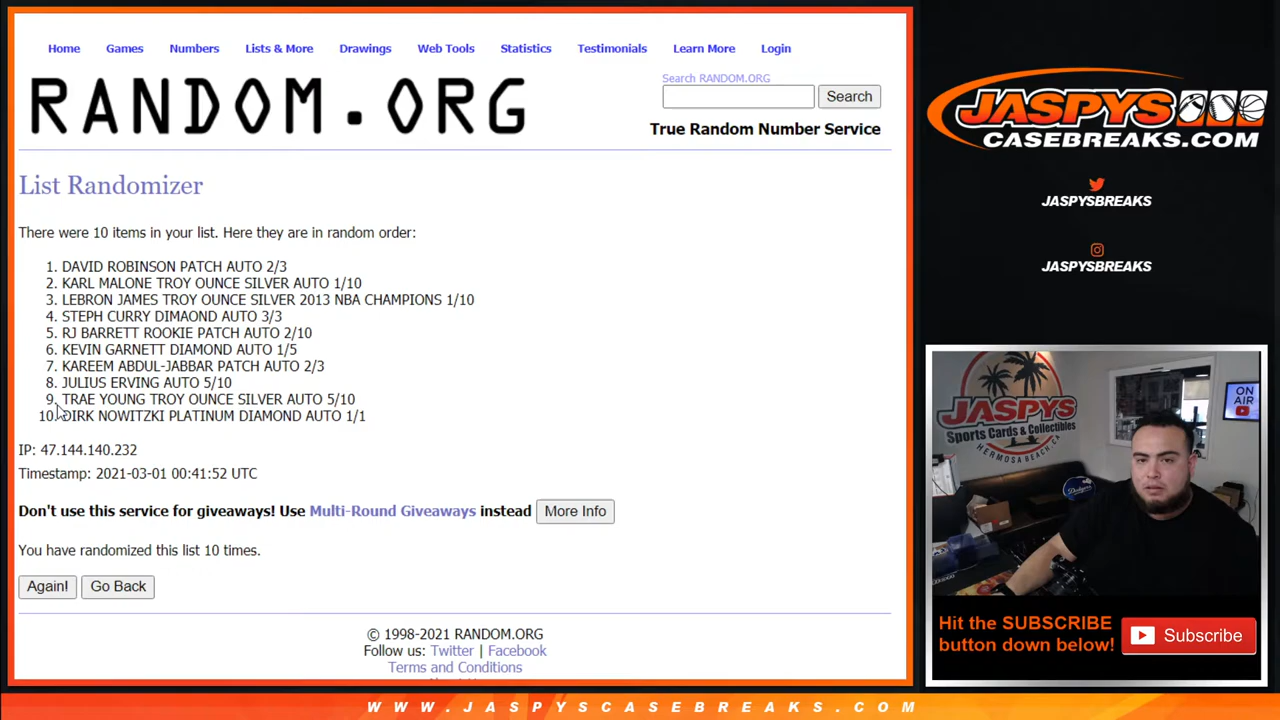 Home Games Numbers Lists & More Drawings Web Tools Statistics Testimonials Learn More Login
RANDOM.ORG
Search RANDOM.ORG
Search
True Random Number Service
List Randomizer
There were 10 items in your list. Here they are in random order:
1. DAVID ROBINSON PATCH AUTO 2/3
2. KARL MALONE TROY OUNCE SILVER AUTO 1/10
3. LEBRON JAMES TROY OUNCE SILVER 2013 NBA CHAMPIONS 1/10
4. STEPH CURRY DIMAOND AUTO 3/3
5. RJ BARRETT ROOKIE PATCH AUTO 2/10
6. KEVIN GARNETT DIAMOND AUTO 1/5
7. KAREEM ABDUL-JABBAR PATCH AUTO 2/3
8. JULIUS ERVING AUTO 5/10
9. TRAE YOUNG TROY OUNCE SILVER AUTO 5/10
10. DIRK NOWITZKI PLATINUM DIAMOND AUTO 1/1
IP: 47.144.140.232
Timestamp: 2021-03-01 00:41:52 UTC
Don't use this service for giveaways! Use Multi-Round Giveaways instead More Info
You have randomized this list 10 times.
Again! Go Back
© 1998-2021 RANDOM.ORG
Follow us: Twitter | Facebook
Terms and Conditions
JASPYS
CASEBREAKS.COM
JASPYSBREAKS
JASPYSBREAKS
JASPYS
Sports Cards & Collectibles
HERMOSA BEACH, CA
ON AIR
Dodgers
Hit the SUBSCRIBE
button down below!
Subscribe
WWW.JASPYSCASEBREAKS.COM